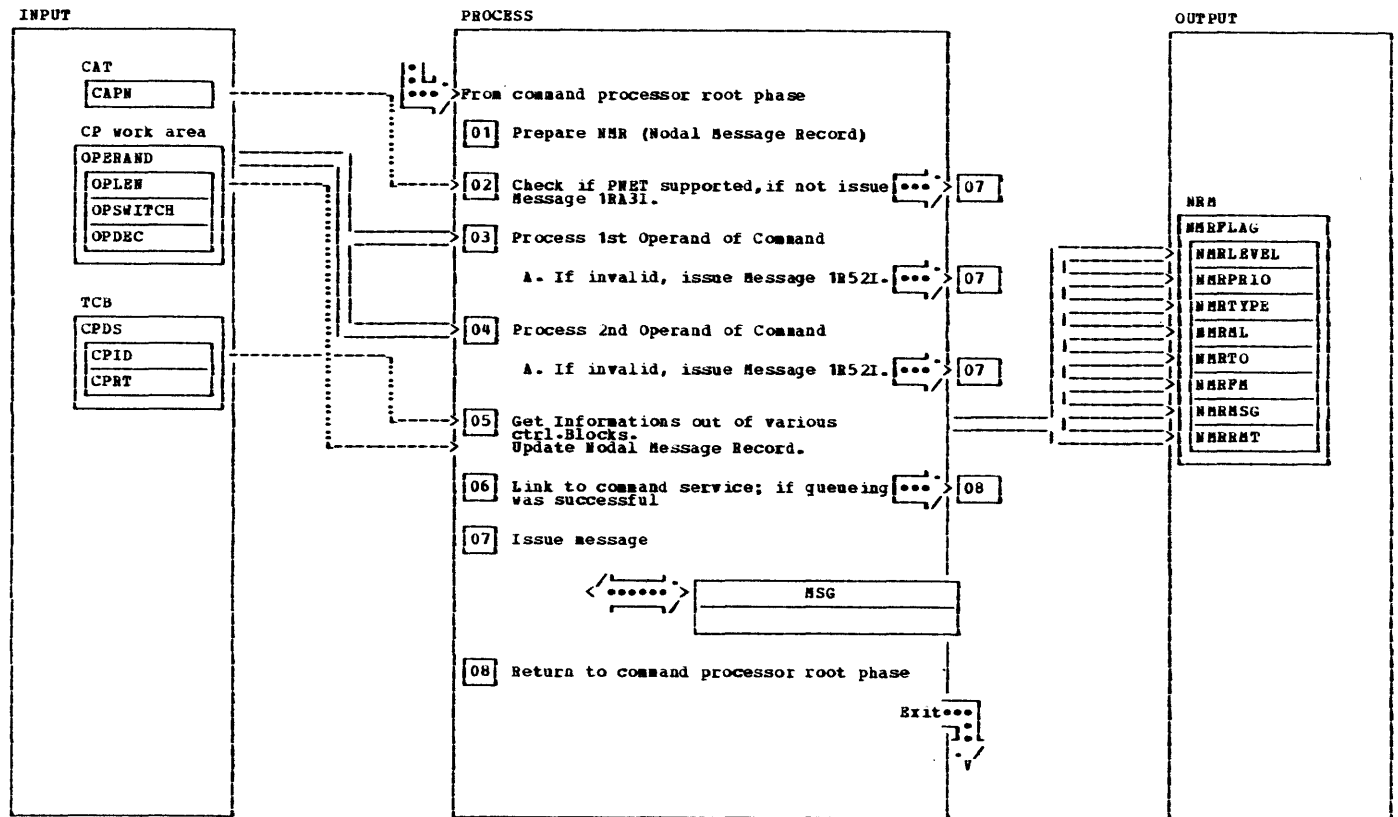 INPUT
CAT
CAPN
CP work area
OPERAND
OPLEN
OPSWITCH
OPDEC
TCB
CPDS
CPID
CPRT
PROCESS
From command processor root phase
01 Prepare NMR (Nodal Message Record)
02 Check if PNET supported,if not issue
Message 1RA3I.
07
03 Process 1st Operand of Command
A. If invalid, issue Message 1R52I.
07
04 Process 2nd Operand of Command
A. If invalid, issue Message 1R52I.
07
05 Get Informations out of various
ctrl.Blocks.
Update Nodal Message Record.
06 Link to command service; if queueing
was successful
08
07 Issue message
MSG
08 Return to command processor root phase
Exit
OUTPUT
NRM
NMRFLAG
NMRLEVEL
NMRPRIO
NMRTYPE
NMRML
NMRTO
NMRFM
NMRMSG
NMRRMT